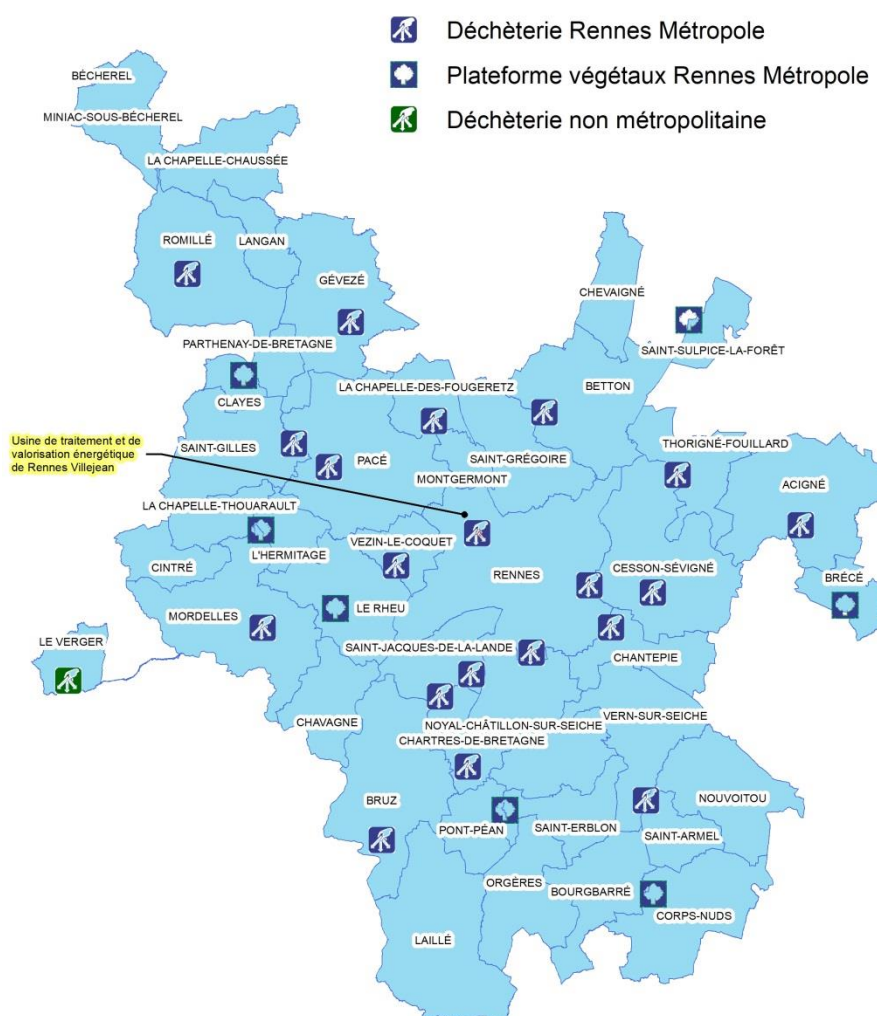 Déchèterie Rennes Métropole
Plateforme végétaux Rennes Métropole
Déchèterie non métropolitaine
BÉCHEREL
MINIAC-SOUS-BÉCHEREL
LA CHAPELLE-CHAUSSÉE
ROMILLÉ
LANGAN
GÉVEZÉ
CHEVAIGNÉ
PARTHENAY-DE-BRETAGNE
SAINT-SULPICE-LA-FORÊT
LA CHAPELLE-DES-FOUGERETZ
BETTON
CLAYES
Usine de traitement et de
valorisation énergétique
de Rennes Villejean
SAINT-GILLES
THORIGNÉ-FOUILLARD
PACÉ
SAINT-GRÉGOIRE
MONTGERMONT
ACIGNÉ
LA CHAPELLE-THOUARAULT
VEZIN-LE-COQUET
L'HERMITAGE
CINTRÉ
RENNES
CESSON-SÉVIGNÉ
BRÉCÉ
LE RHEU
MORDELLES
LE VERGER
SAINT-JACQUES-DE-LA-LANDE
CHANTEPIE
CHAVAGNE
NOYAL-CHÂTILLON-SUR-SEICHE
VERN-SUR-SEICHE
CHARTRES-DE-BRETAGNE
BRUZ
NOUVOITOU
PONT-PÉAN
SAINT-ERBLON
SAINT-ARMEL
ORGÈRES
BOURGBARRÉ
CORPS-NUDS
LAILLÉ